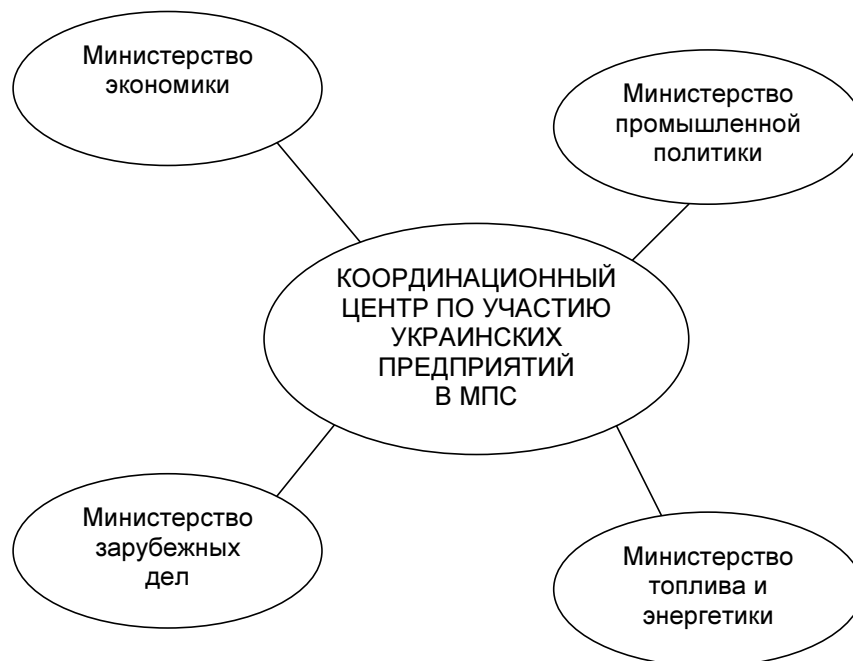 Министерство
экономики
Министерство
промышленной
политики
КООРДИНАЦИОННЫЙ
ЦЕНТР ПО УЧАСТИЮ
УКРАИНСКИХ
ПРЕДПРИЯТИЙ
В МПС
Министерство
зарубежных
дел
Министерство
топлива и
энергетики